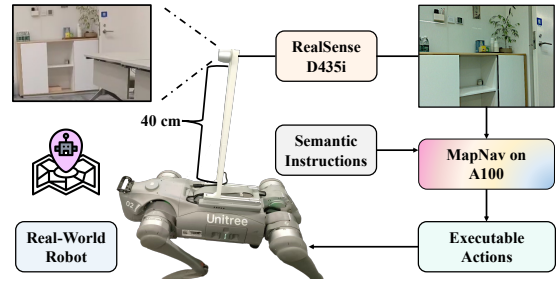 RealSense
D435i
40 cm
Semantic
Instructions
MapNav on
A100
Unitree
Real-World
Robot
Executable
Actions